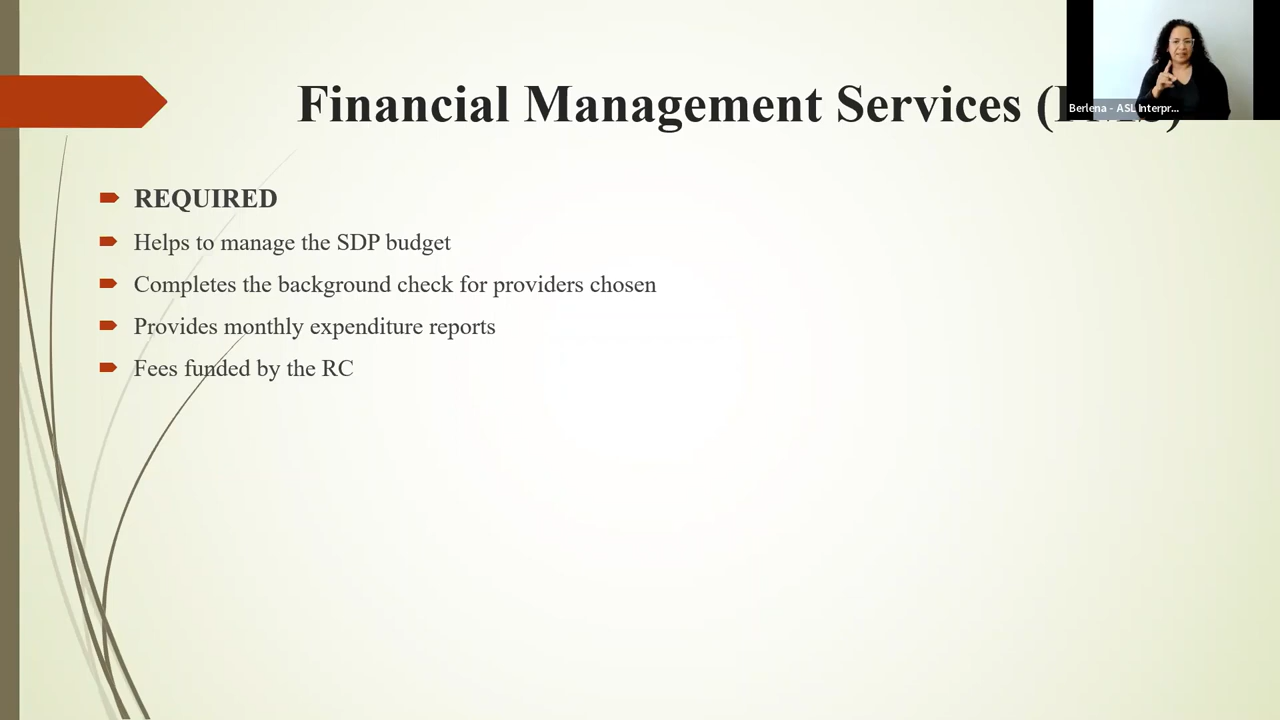 Financial Management Services (
Berlena - ASL Interpr...
REQUIRED
Helps to manage the SDP budget
Completes the background check for providers chosen
Provides monthly expenditure reports
Fees funded by the RC